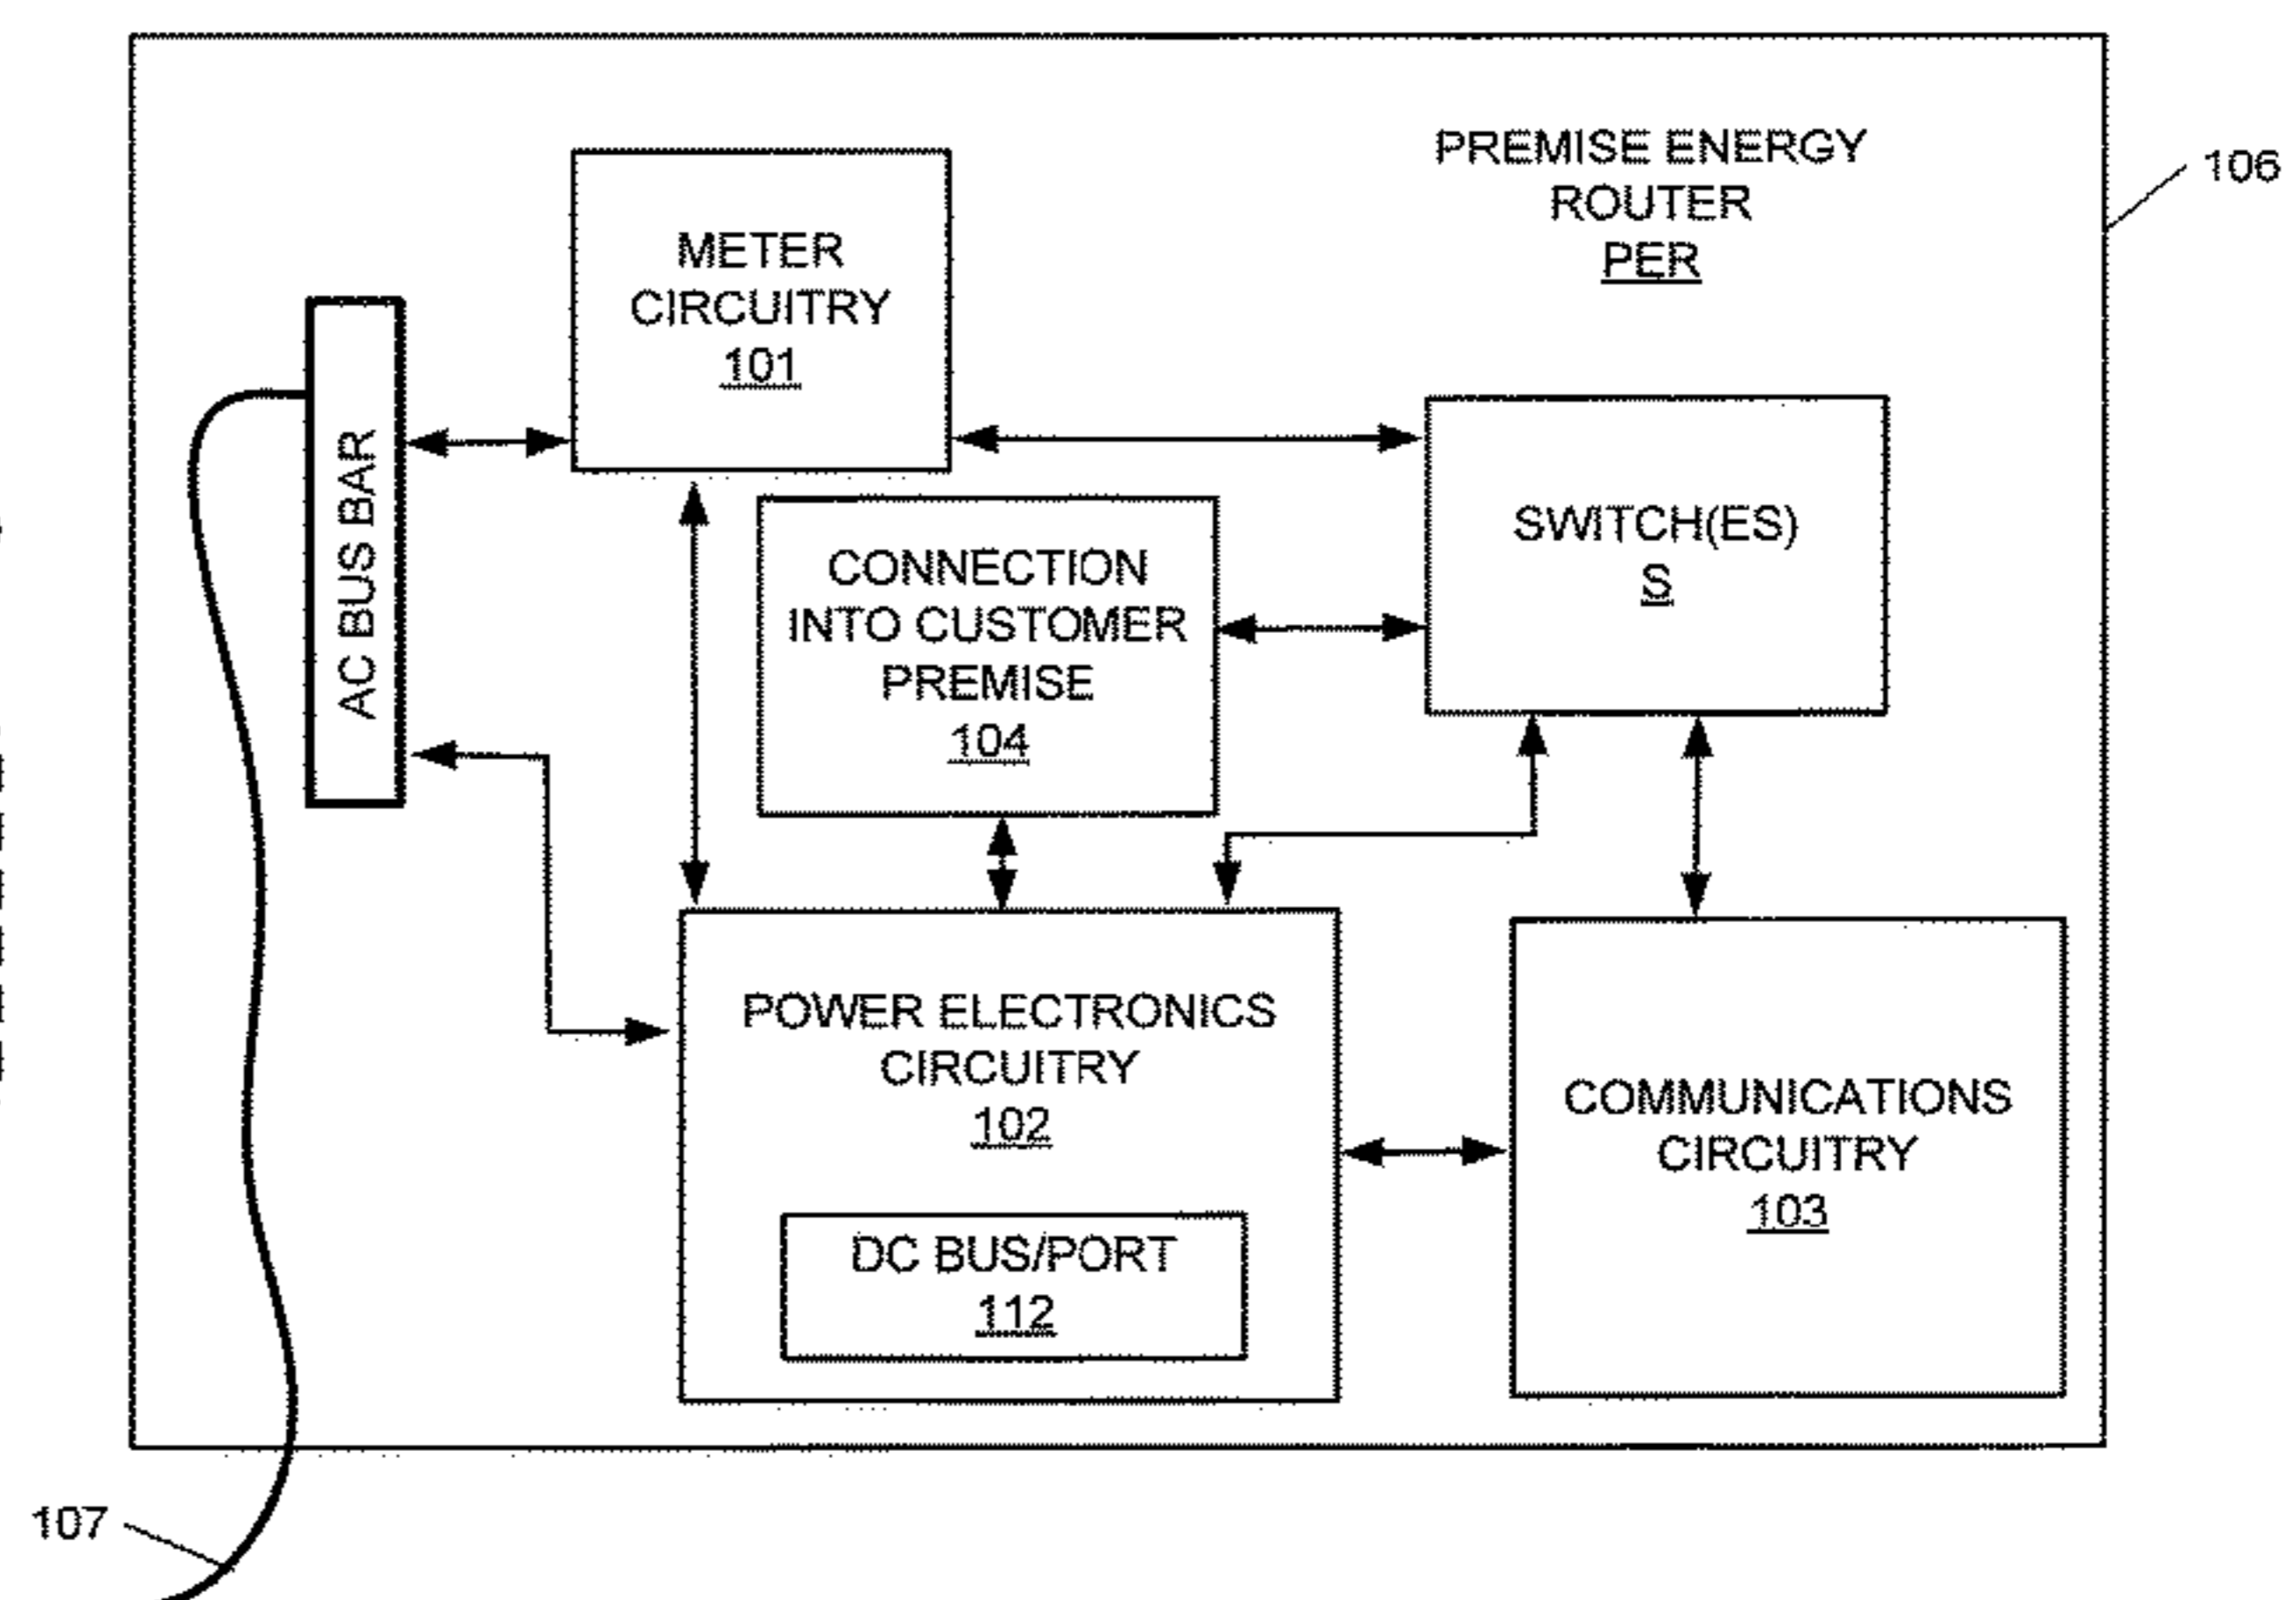 PREMISE ENERGY
ROUTER
PER
106
METER
CIRCUITRY
101
AC BUS BAR
SWITCH(ES)
S
CONNECTION
INTO CUSTOMER
PREMISE
104
POWER ELECTRONICS
CIRCUITRY
102
DC BUS/PORT
112
COMMUNICATIONS
CIRCUITRY
103
107